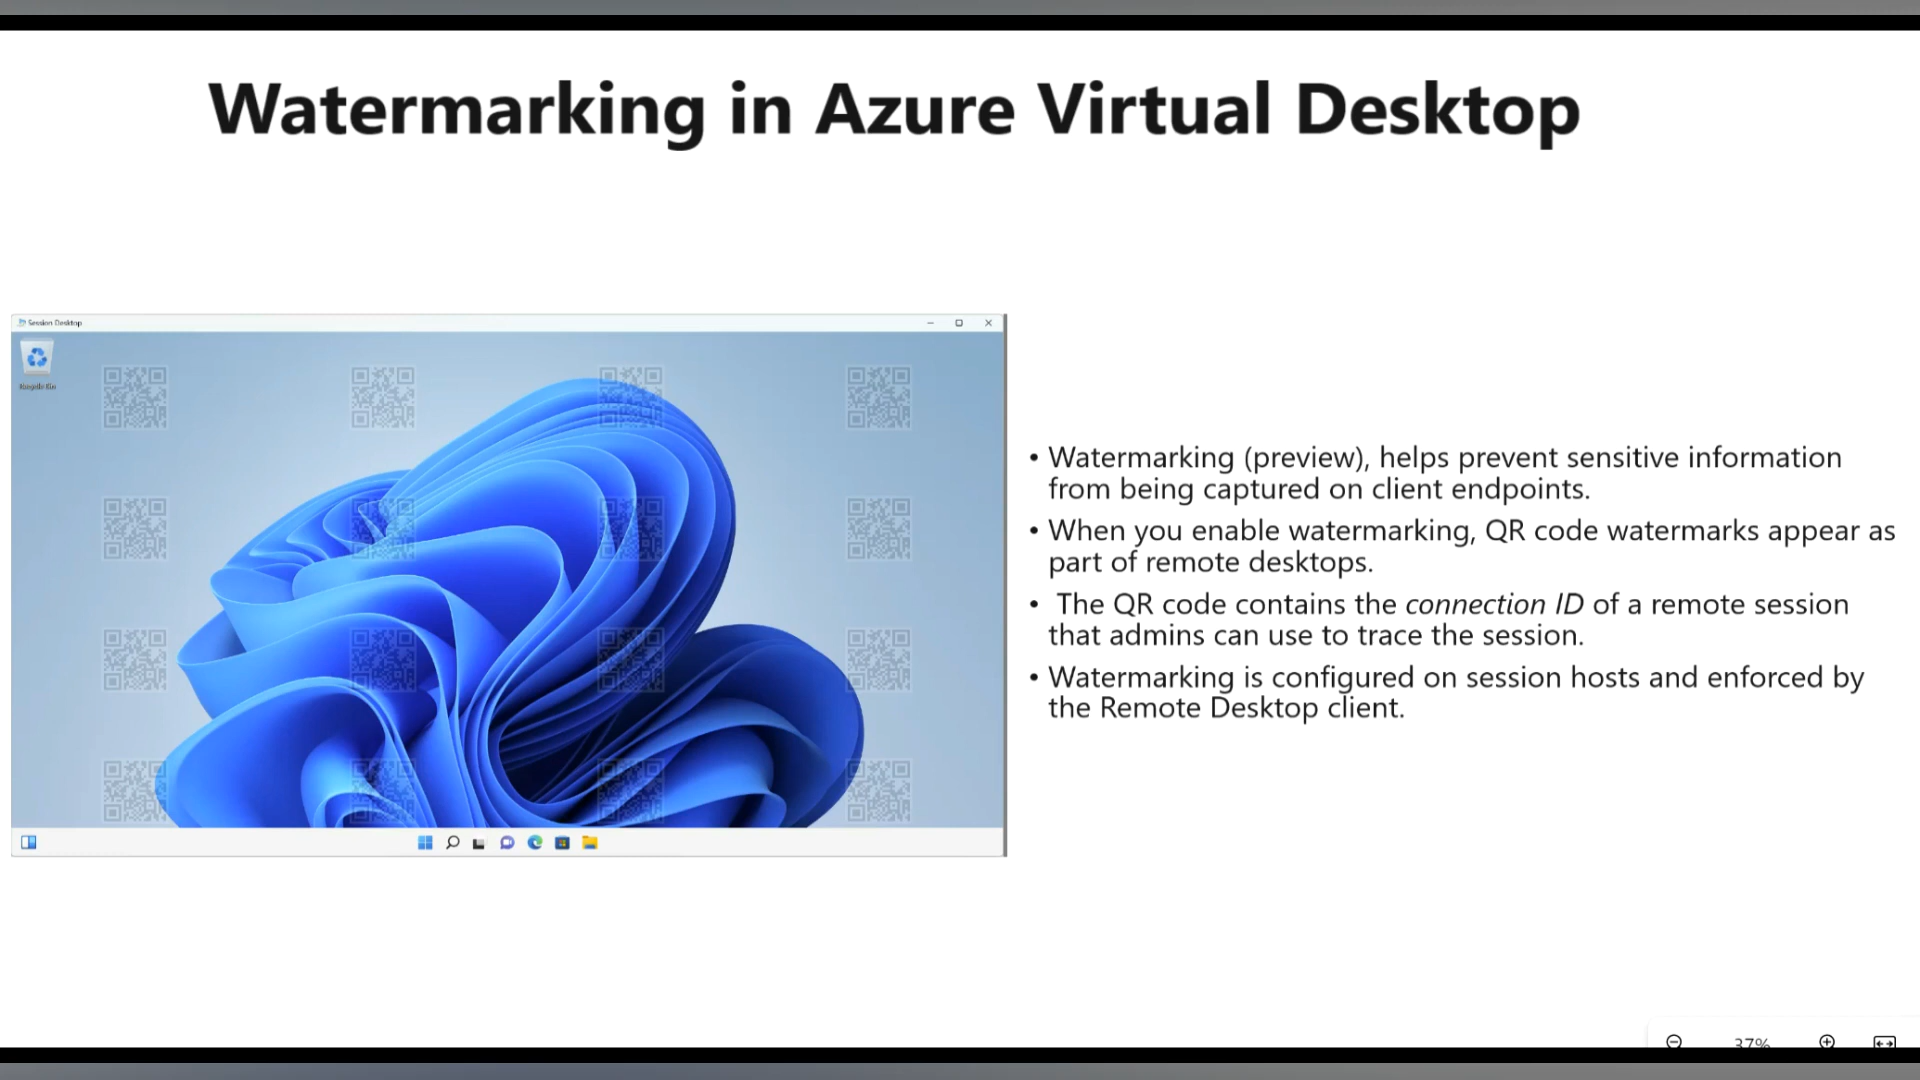 Watermarking in Azure Virtual Desktop
Session Desktop
Recycle Bin
• Watermarking (preview), helps prevent sensitive information
from being captured on client endpoints.
• When you enable watermarking, QR code watermarks appear as
part of remote desktops.
• The QR code contains the connection ID of a remote session
that admins can use to trace the session.
• Watermarking is configured on session hosts and enforced by
the Remote Desktop client.
37%